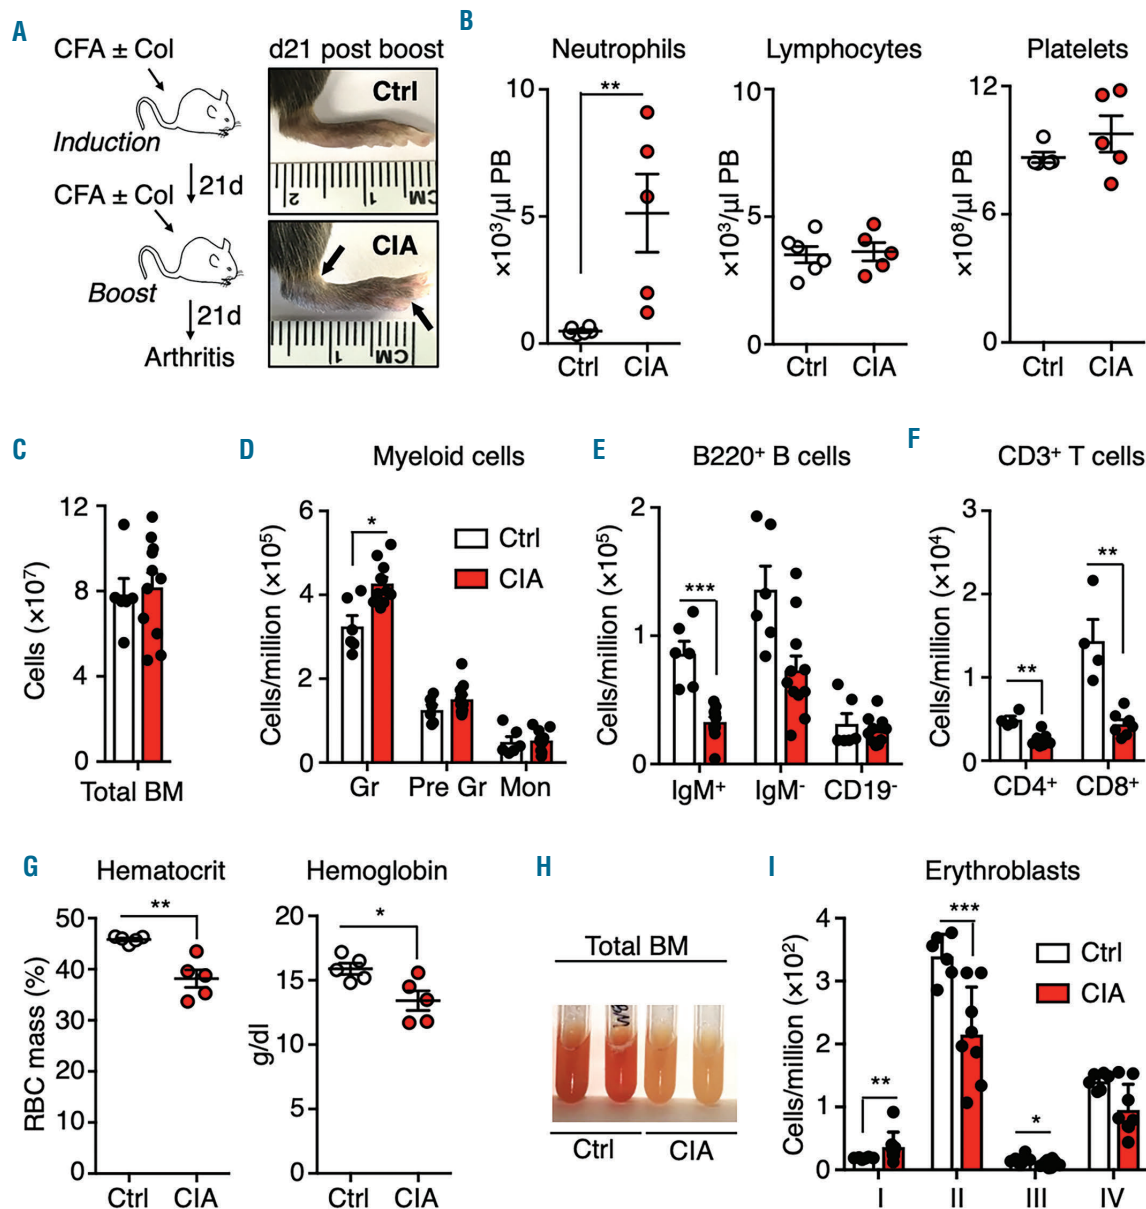 A
CFA ± Col
Induction
21d
CFA ± Col
Boost
21d
Arthritis
d21 post boost
Ctrl
2 1 CM
CIA
1 CM
B
Neutrophils
Lymphocytes
Platelets
**
×10³/µl PB
10
5
0
Ctrl CIA
×10³/µl PB
10
5
0
Ctrl CIA
×10⁸/µl PB
12
6
0
Ctrl CIA
C
Cells (×10⁷)
12
8
4
0
Total BM
D
Myeloid cells
Cells/million (×10⁵)
6
4
2
0
*
Ctrl
CIA
Gr Pre Gr Mon
E
B220⁺ B cells
Cells/million (×10⁵)
2
1
0
***
IgM⁺ IgM⁻ CD19⁻
F
CD3⁺ T cells
Cells/million (×10⁴)
3
2
1
0
**
**
CD4⁺ CD8⁺
G
Hematocrit
RBC mass (%)
50
40
30
20
10
0
**
Ctrl CIA
Hemoglobin
g/dl
20
15
10
5
0
*
Ctrl CIA
H
Total BM
Ctrl CIA
I
Erythroblasts
Cells/million (×10²)
4
3
2
1
0
**
***
*
Ctrl
CIA
I II III IV